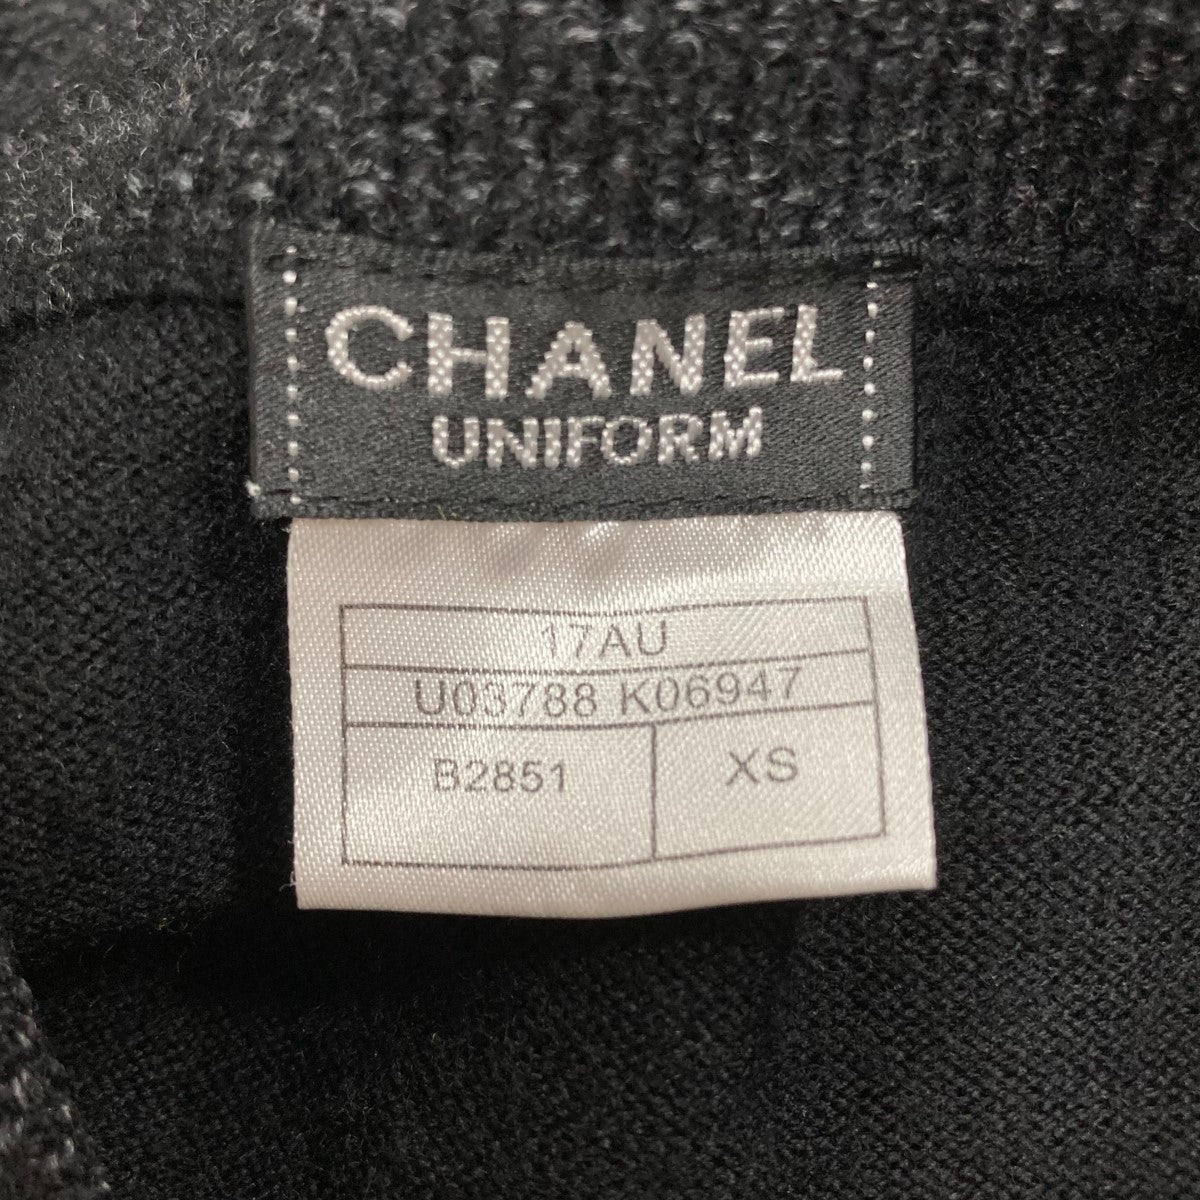 CHANEL
UNIFORM
17AU
U03788 K06947
B2851 XS